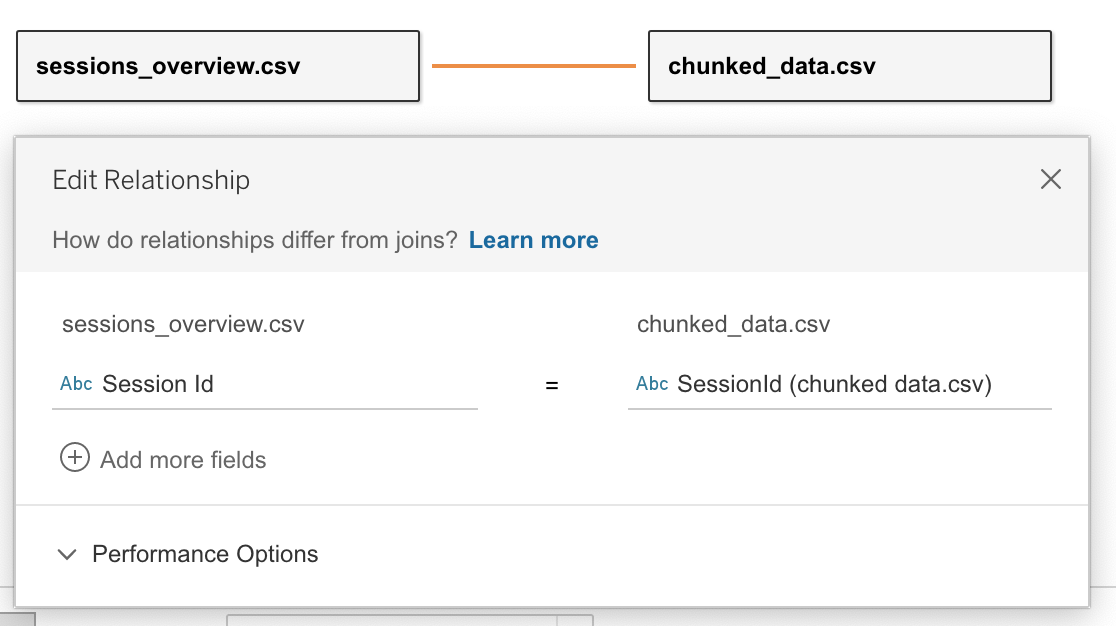 sessions_overview.csv
chunked_data.csv
Edit Relationship
How do relationships differ from joins? Learn more
sessions_overview.csv
chunked_data.csv
Abc Session Id = Abc SessionId (chunked data.csv)
Add more fields
Performance Options